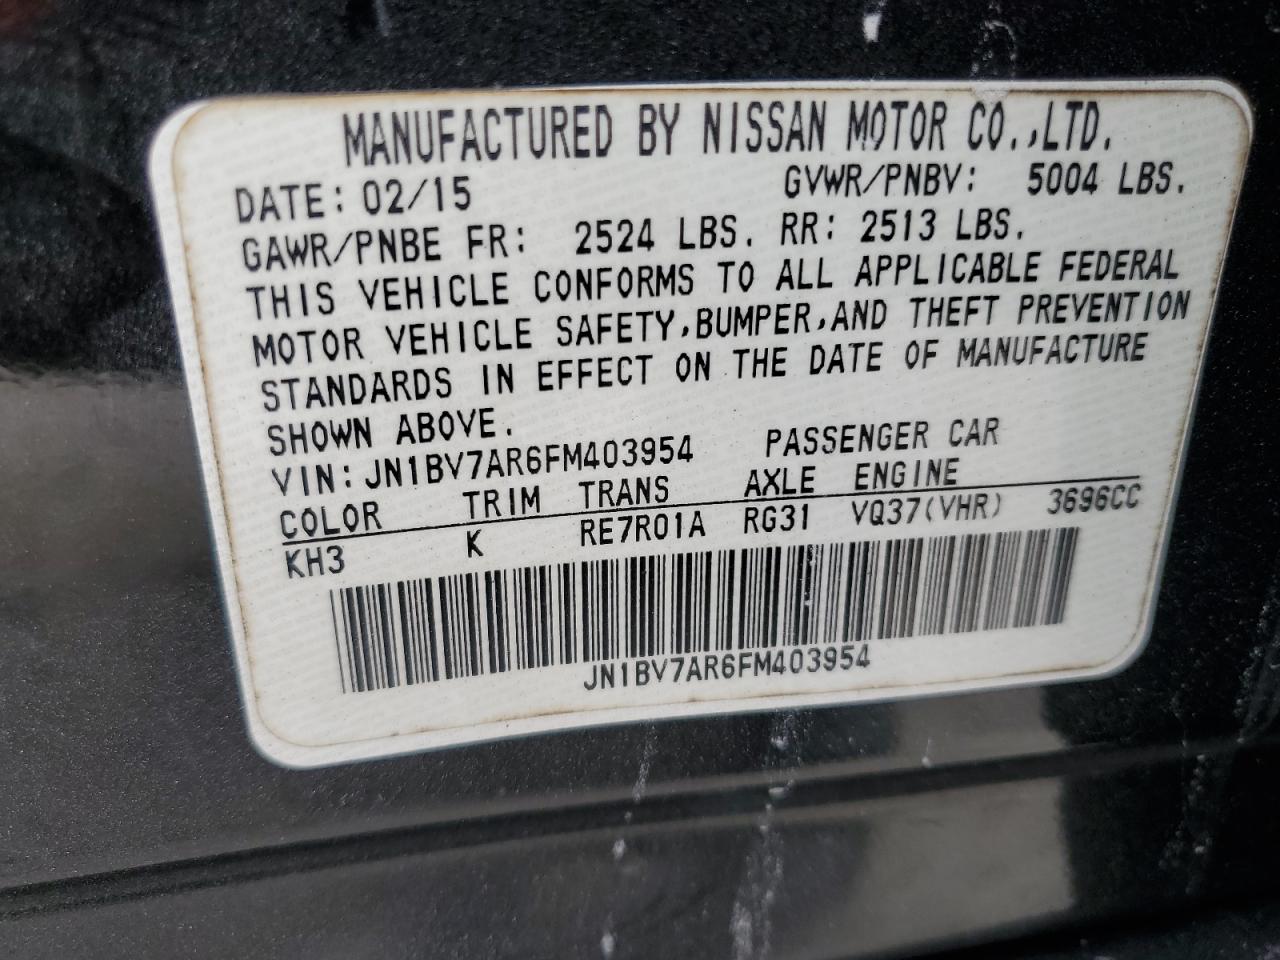 MANUFACTURED BY NISSAN MOTOR CO.,LTD.
DATE: 02/15 GVWR/PNBV: 5004 LBS.
GAWR/PNBE FR: 2524 LBS. RR: 2513 LBS.
THIS VEHICLE CONFORMS TO ALL APPLICABLE FEDERAL
MOTOR VEHICLE SAFETY,BUMPER,AND THEFT PREVENTION
STANDARDS IN EFFECT ON THE DATE OF MANUFACTURE
SHOWN ABOVE.
VIN: JN1BV7AR6FM403954 PASSENGER CAR
COLOR TRIM TRANS AXLE ENGINE
KH3 K RE7R01A RG31 VQ37(VHR) 3696CC
JN1BV7AR6FM403954